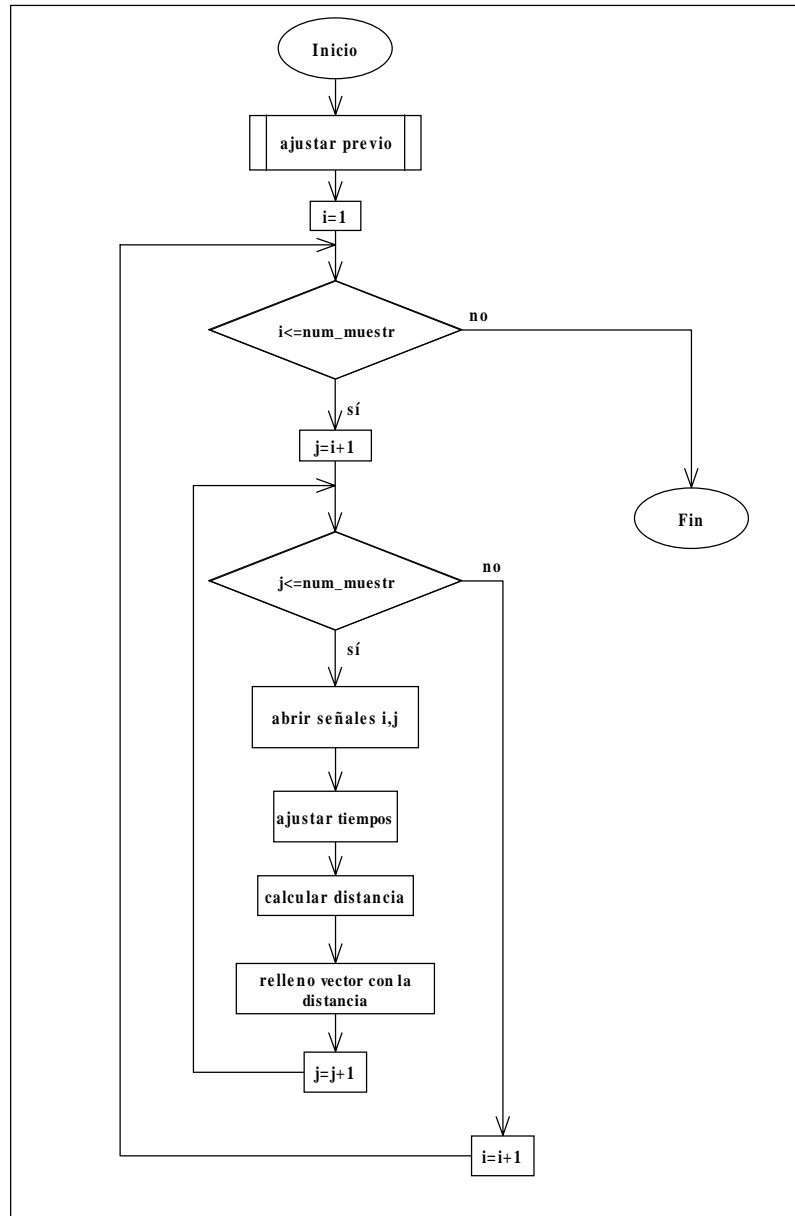 Inicio
ajustar previo
i=1
i<=num_muestr
no
sí
j=i+1
Fin
j<=num_muestr
no
sí
abrir señales i,j
ajustar tiempos
calcular distancia
relleno vector con la
distancia
j=j+1
i=i+1